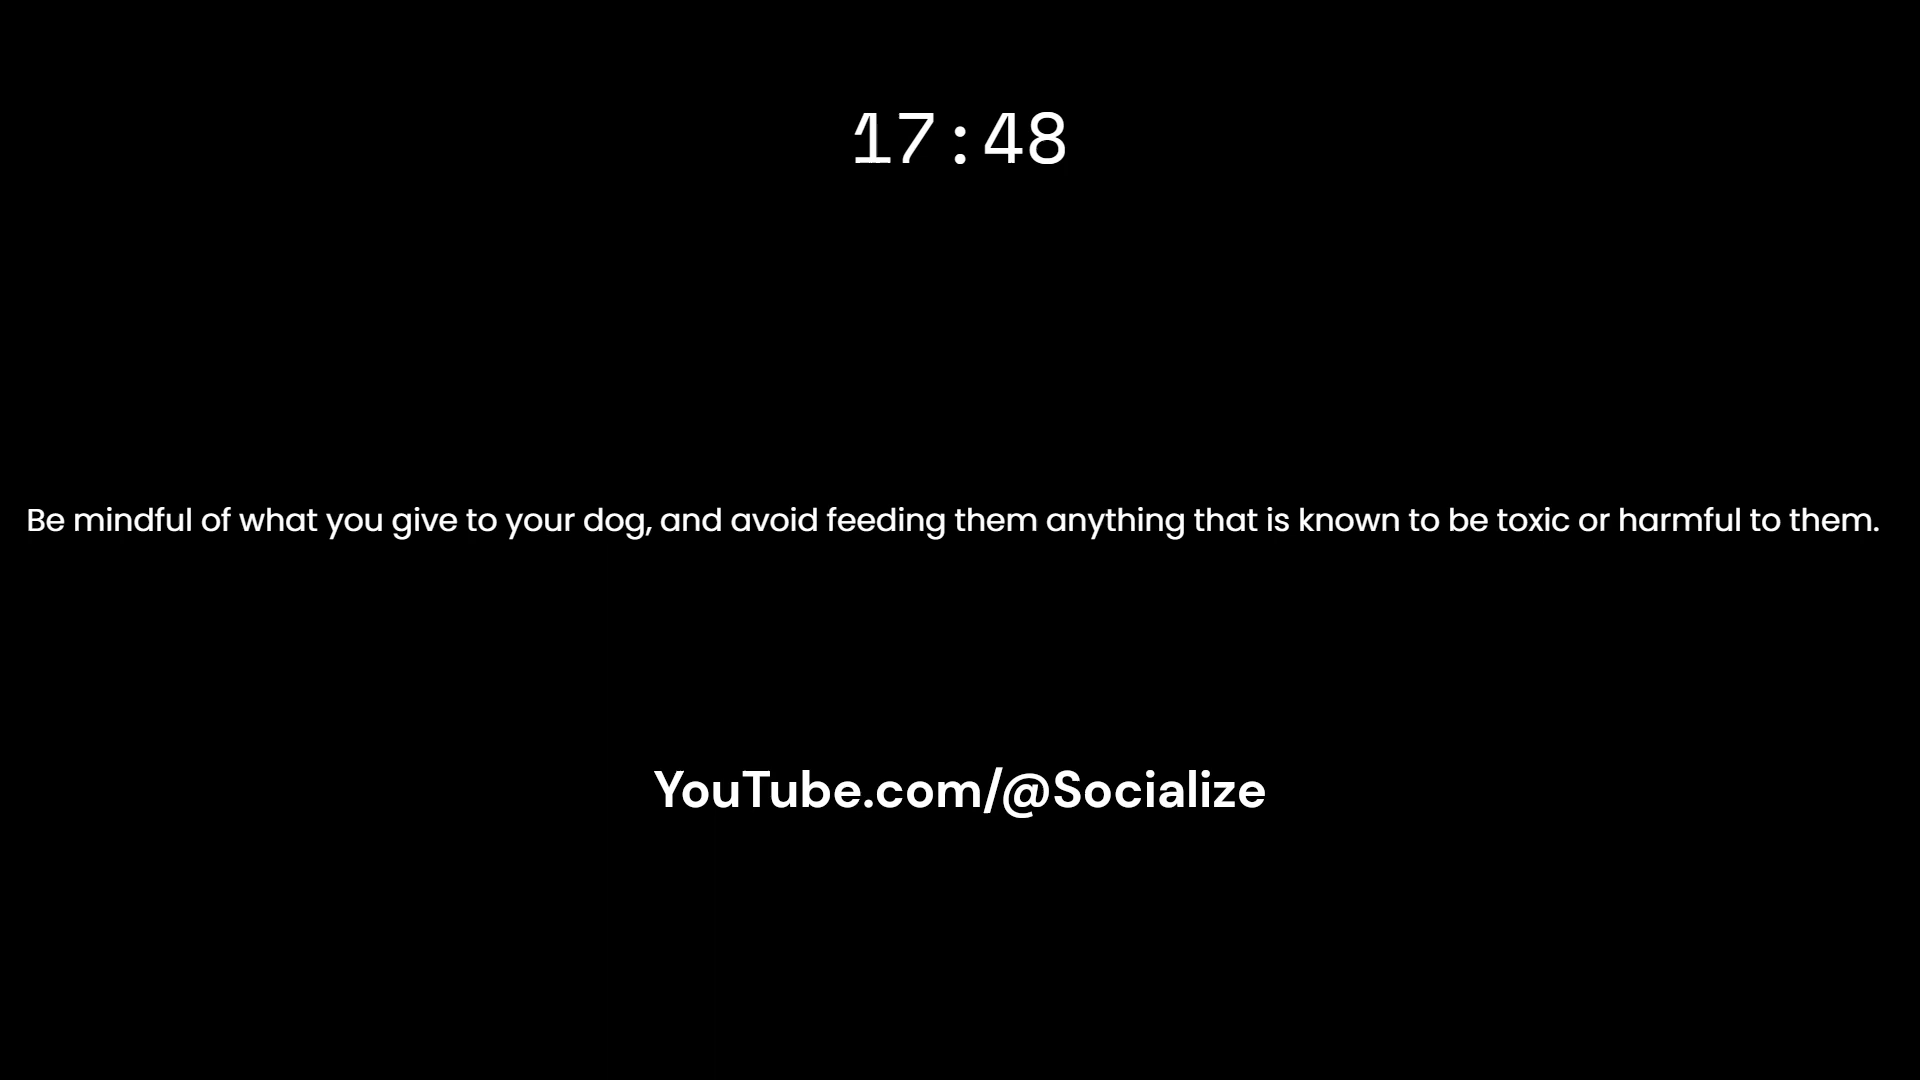 17:48
Be mindful of what you give to your dog, and avoid feeding them anything that is known to be toxic or harmful to them.
YouTube.com/@Socialize